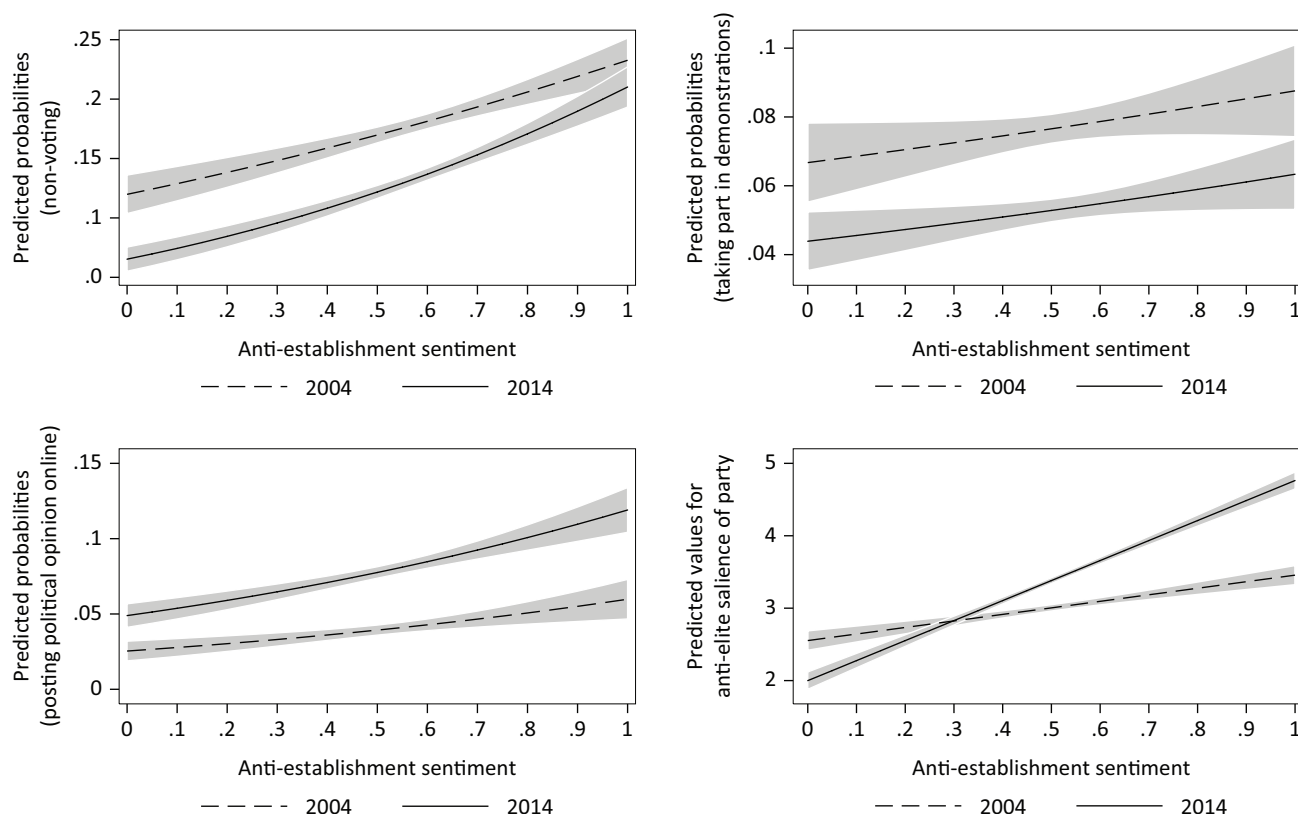 Predicted probabilities
(non-voting)
.25
.2
.15
.1
.0
0 .1 .2 .3 .4 .5 .6 .7 .8 .9 1
Anti-establishment sentiment
2004 2014
Predicted probabilities
(taking part in demonstrations)
.1
.08
.06
.04
0 .1 .2 .3 .4 .5 .6 .7 .8 .9 1
Anti-establishment sentiment
2004 2014
Predicted probabilities
(posting political opinion online)
.15
.1
.05
0
0 .1 .2 .3 .4 .5 .6 .7 .8 .9 1
Anti-establishment sentiment
2004 2014
Predicted values for
anti-elite salience of party
5
4
3
2
0 .1 .2 .3 .4 .5 .6 .7 .8 .9 1
Anti-establishment sentiment
2004 2014